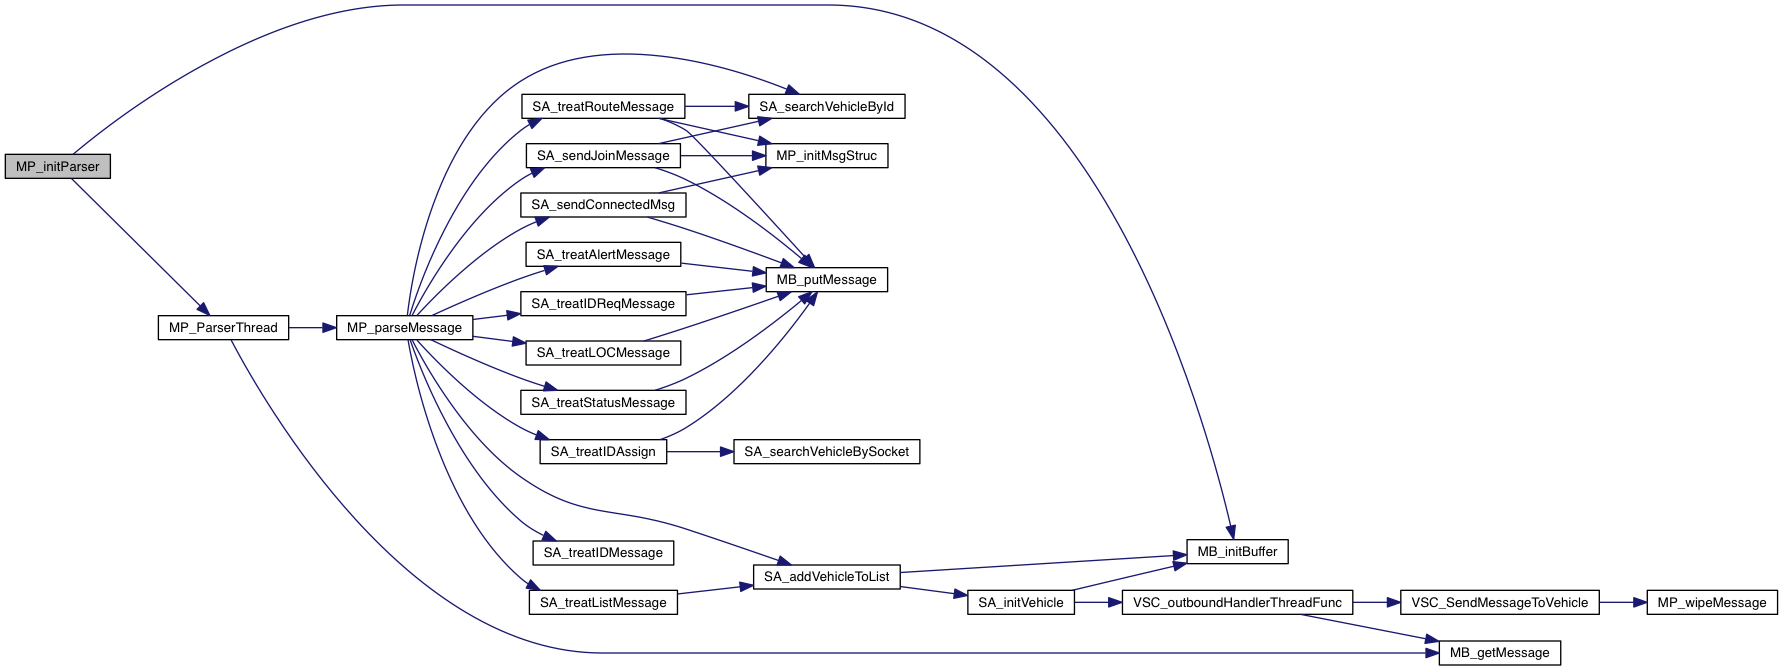 MP_initParser
MP_ParserThread
MP_parseMessage
SA_treatRouteMessage
SA_sendJoinMessage
SA_sendConnectedMsg
SA_treatAlertMessage
SA_treatIDReqMessage
SA_treatLOCMessage
SA_treatStatusMessage
SA_treatIDAssign
SA_treatIDMessage
SA_treatListMessage
SA_searchVehicleById
MP_initMsgStruc
MB_putMessage
SA_searchVehicleBySocket
SA_addVehicleToList
SA_initVehicle
MB_initBuffer
VSC_outboundHandlerThreadFunc
VSC_SendMessageToVehicle
MB_getMessage
MP_wipeMessage